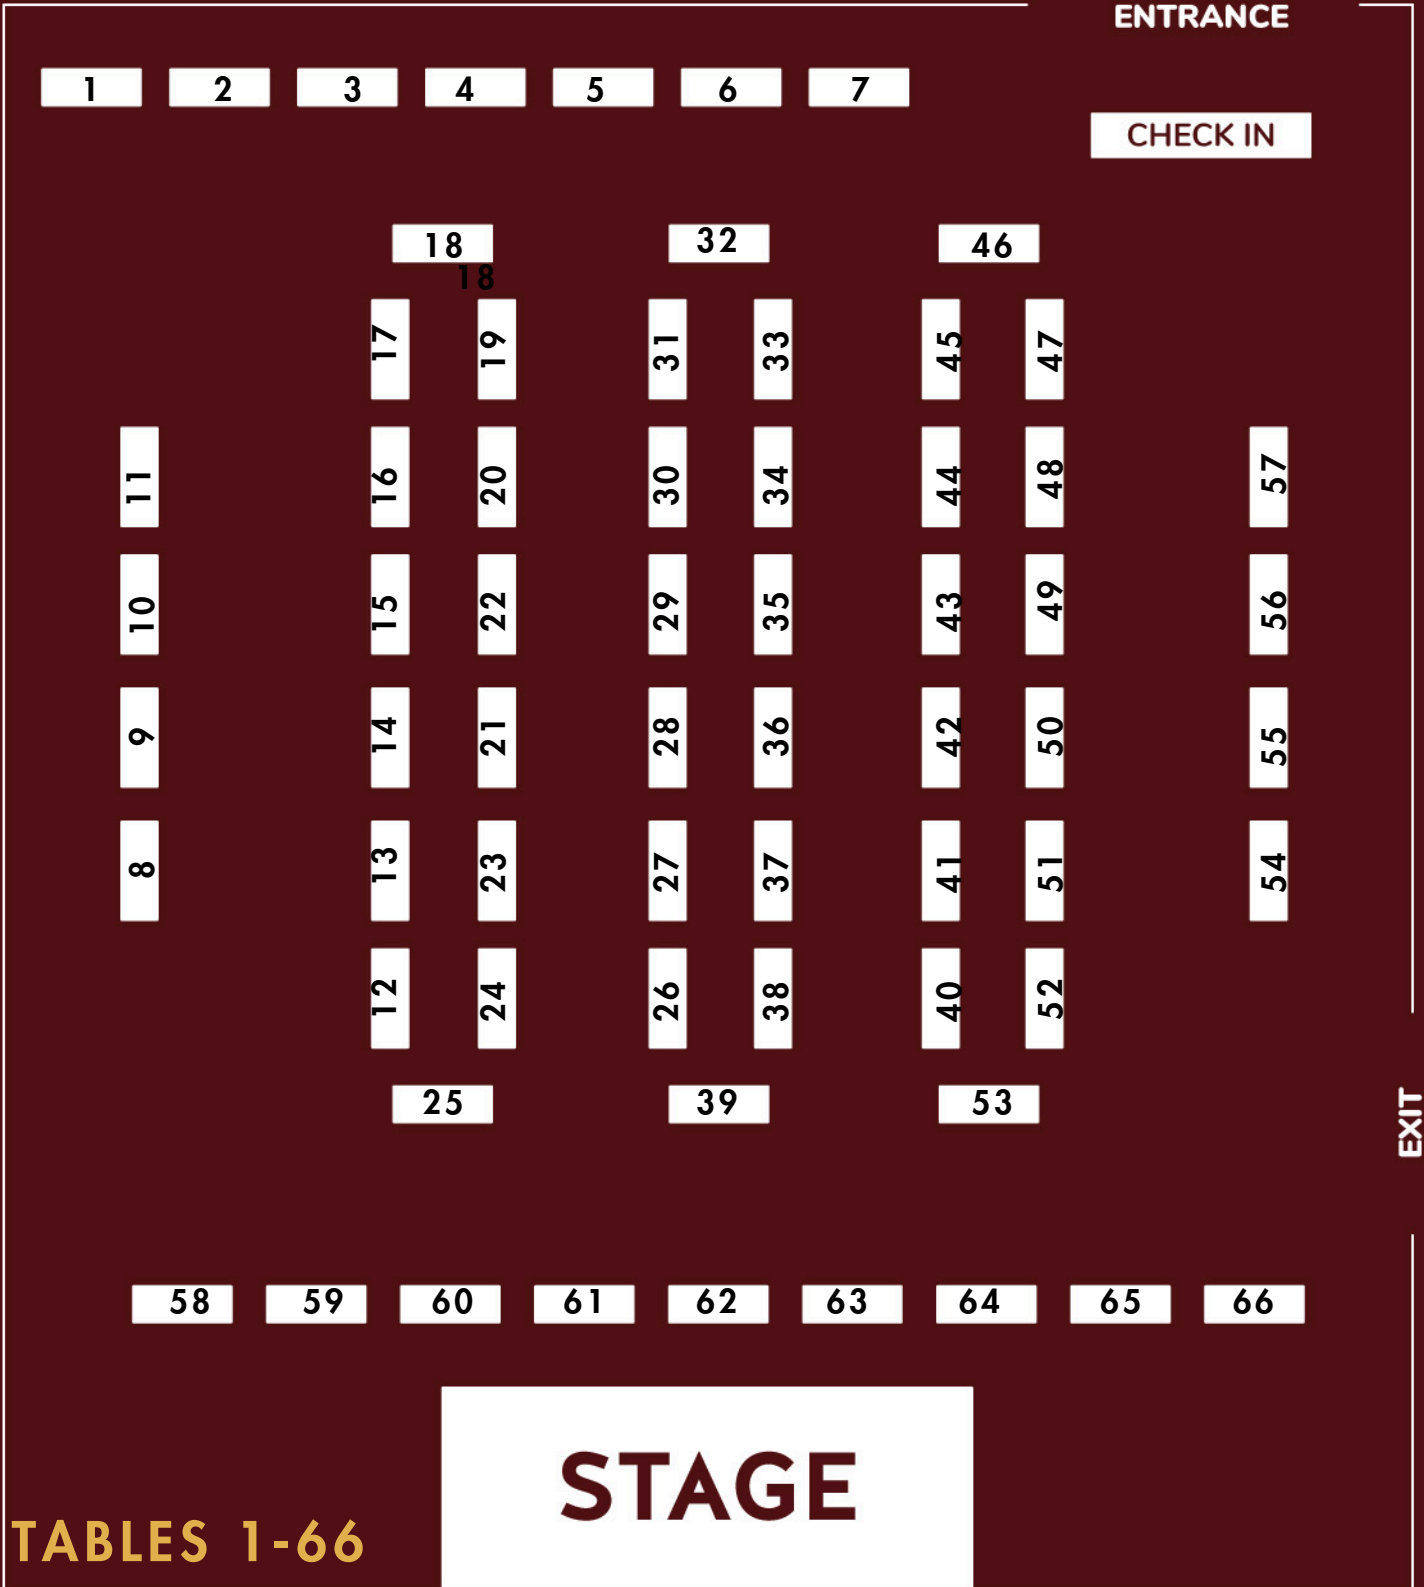 ENTRANCE
1 2 3 4 5 6 7
CHECK IN
18 32 46
18
17 19 31 33 45 47
11 16 20 30 34 44 48 57
10 15 22 29 35 43 49 56
9 14 21 28 36 42 50 55
8 13 23 27 37 41 51 54
12 24 26 38 40 52
25 39 53
EXIT
58 59 60 61 62 63 64 65 66
STAGE
TABLES 1-66